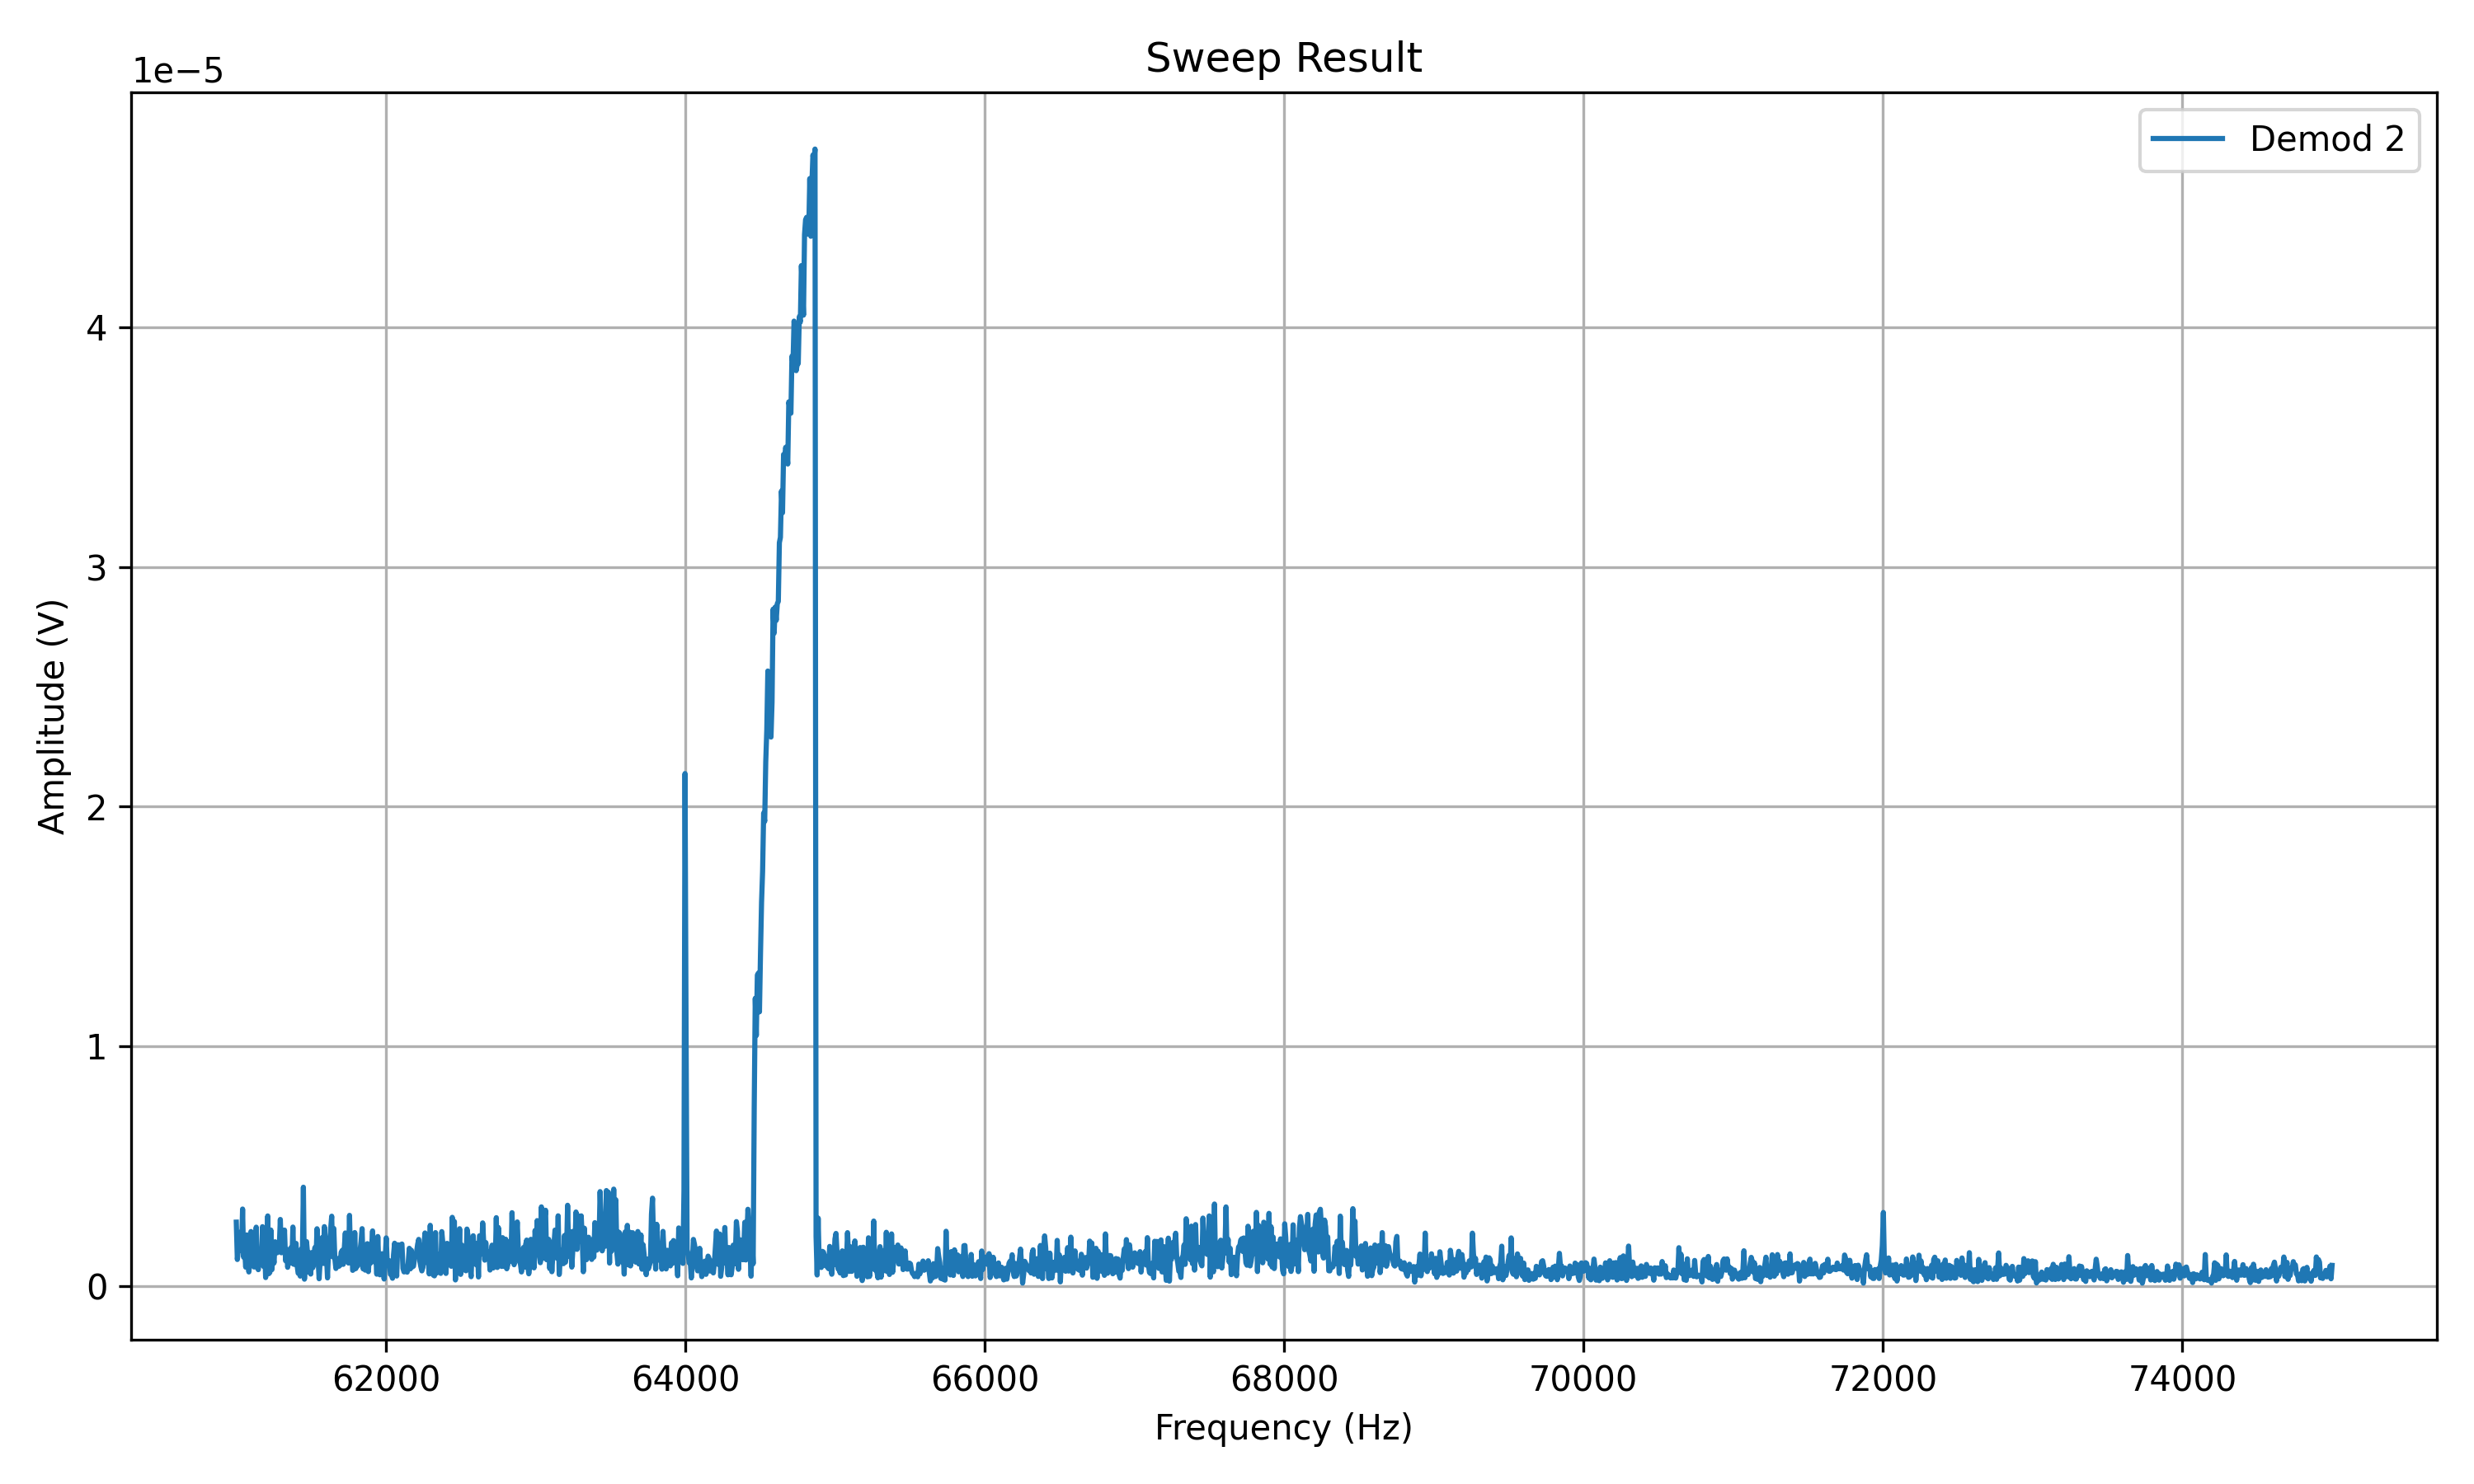 Sweep Result
1e−5
Demod 2
4
3
2
1
0
Amplitude (V)
62000 64000 66000 68000 70000 72000 74000
Frequency (Hz)